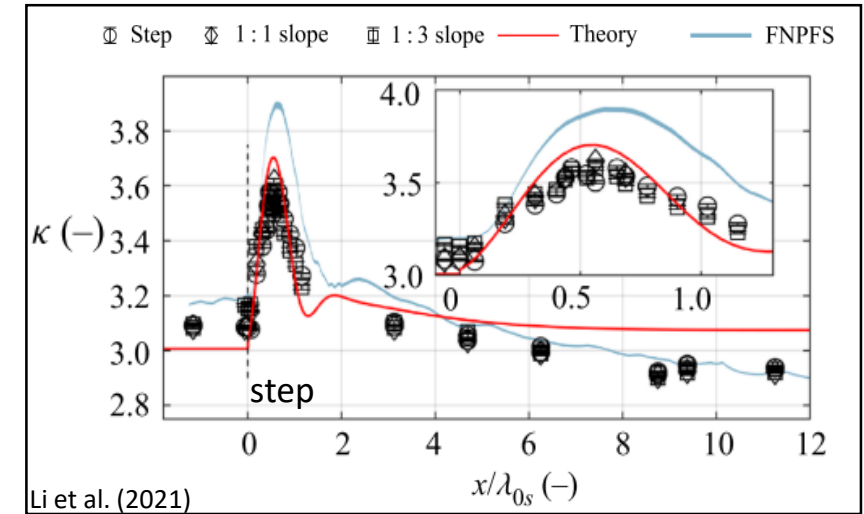 Step 1 : 1 slope 1 : 3 slope Theory FNPFS
κ (–)
3.8
3.6
3.4
3.2
3.0
2.8
4.0
3.5
3.0
0 0.5 1.0
step
0 2 4 6 8 10 12
x/λ₀ₛ (–)
Li et al. (2021)